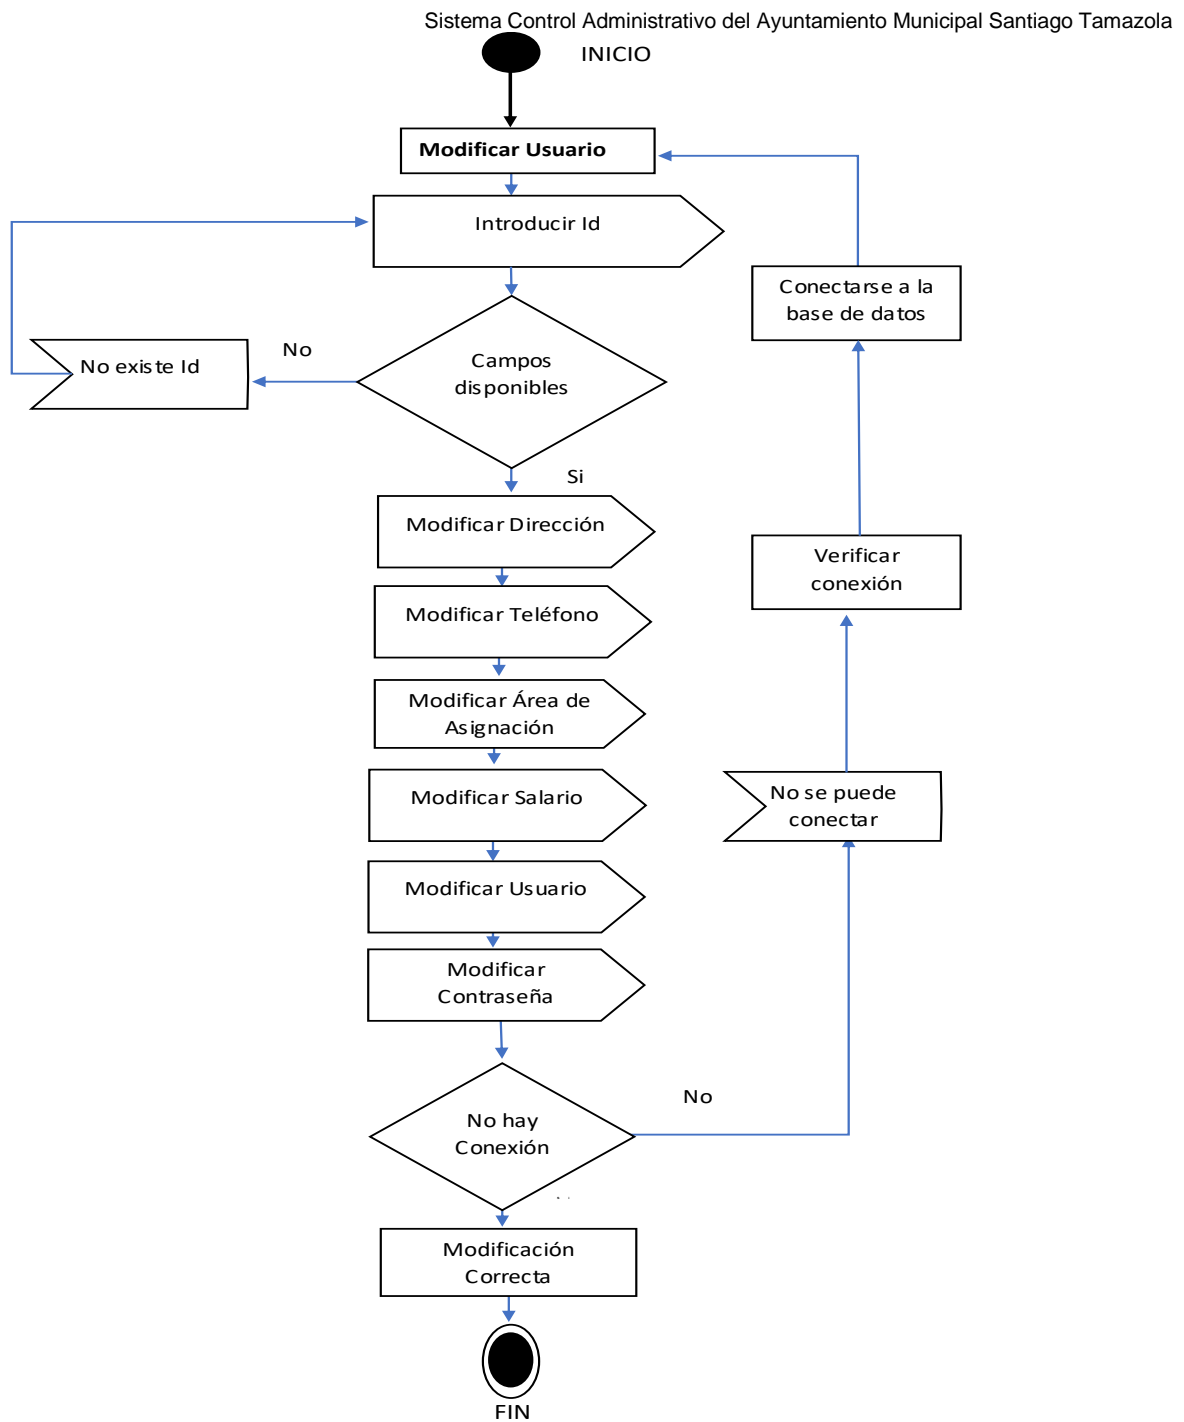 Sistema Control Administrativo del Ayuntamiento Municipal Santiago Tamazola
INICIO
Modificar Usuario
Introducir Id
Conectarse a la
base de datos
No
No existe Id
Campos
disponibles
Si
Modificar Dirección
Verificar
conexión
Modificar Teléfono
Modificar Área de
Asignación
Modificar Salario
No se puede
conectar
Modificar Usuario
Modificar
Contraseña
No
No hay
Conexión
Modificación
Correcta
FIN